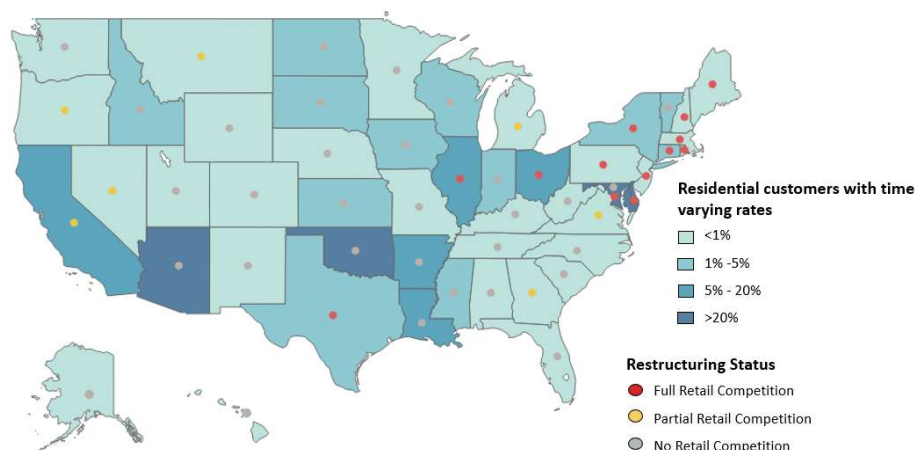 Residential customers with time
varying rates
<1%
1% -5%
5% - 20%
>20%
Restructuring Status
Full Retail Competition
Partial Retail Competition
No Retail Competition